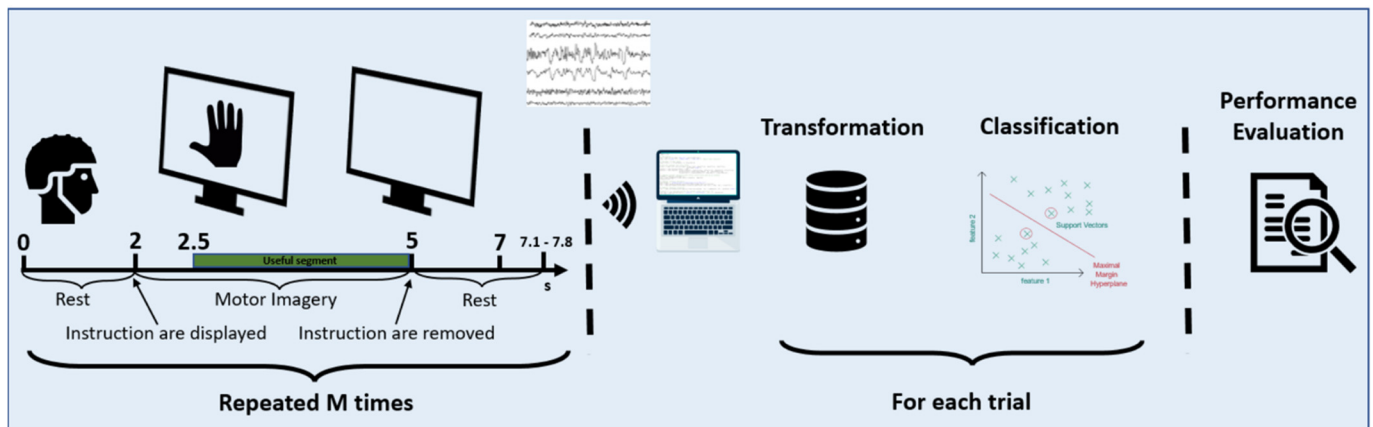 0
2
2.5
5
7
7.1 - 7.8
s
Useful segment
Rest
Motor Imagery
Rest
Instruction are displayed
Instruction are removed
Repeated M times
Transformation
Classification
feature 2
Support Vectors
Maximal
Margin
Hyperplane
feature 1
For each trial
Performance
Evaluation